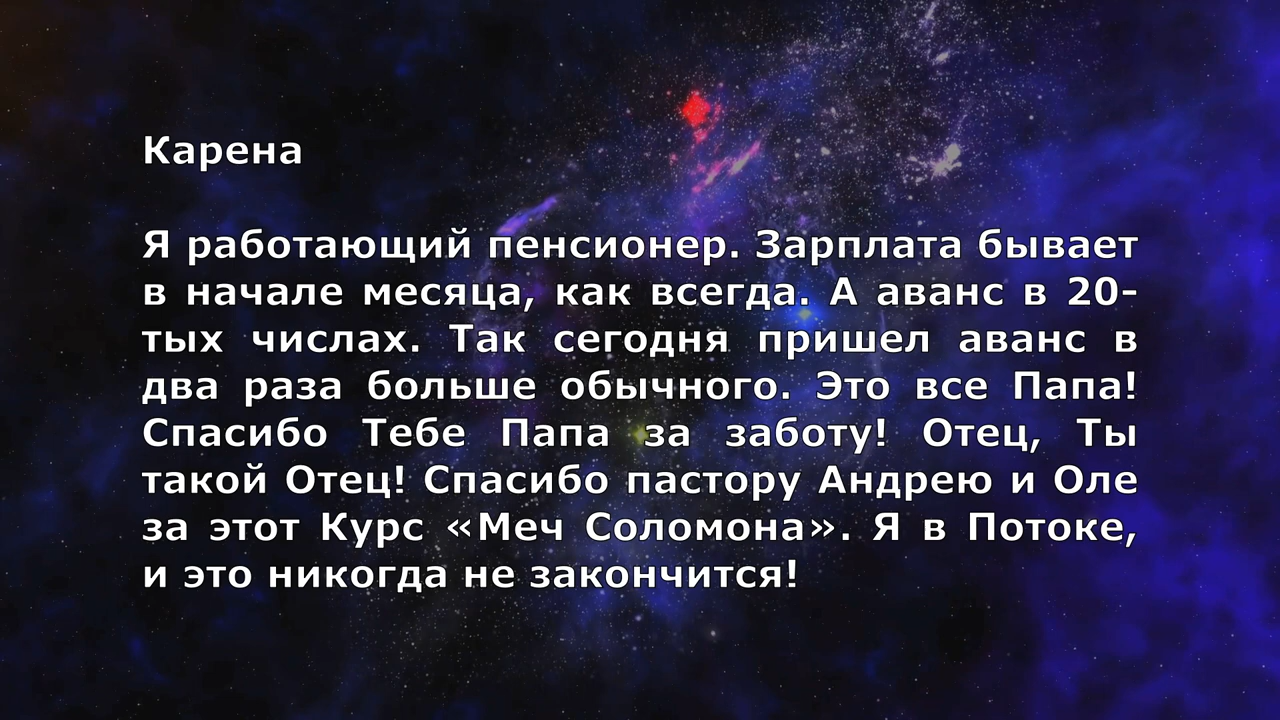 Карена
Я работающий пенсионер. Зарплата бывает
в начале месяца, как всегда. А аванс в 20-
тых числах. Так сегодня пришел аванс в
два раза больше обычного. Это все Папа!
Спасибо Тебе Папа за заботу! Отец, Ты
такой Отец! Спасибо пастору Андрею и Оле
за этот Курс «Меч Соломона». Я в Потоке,
и это никогда не закончится!